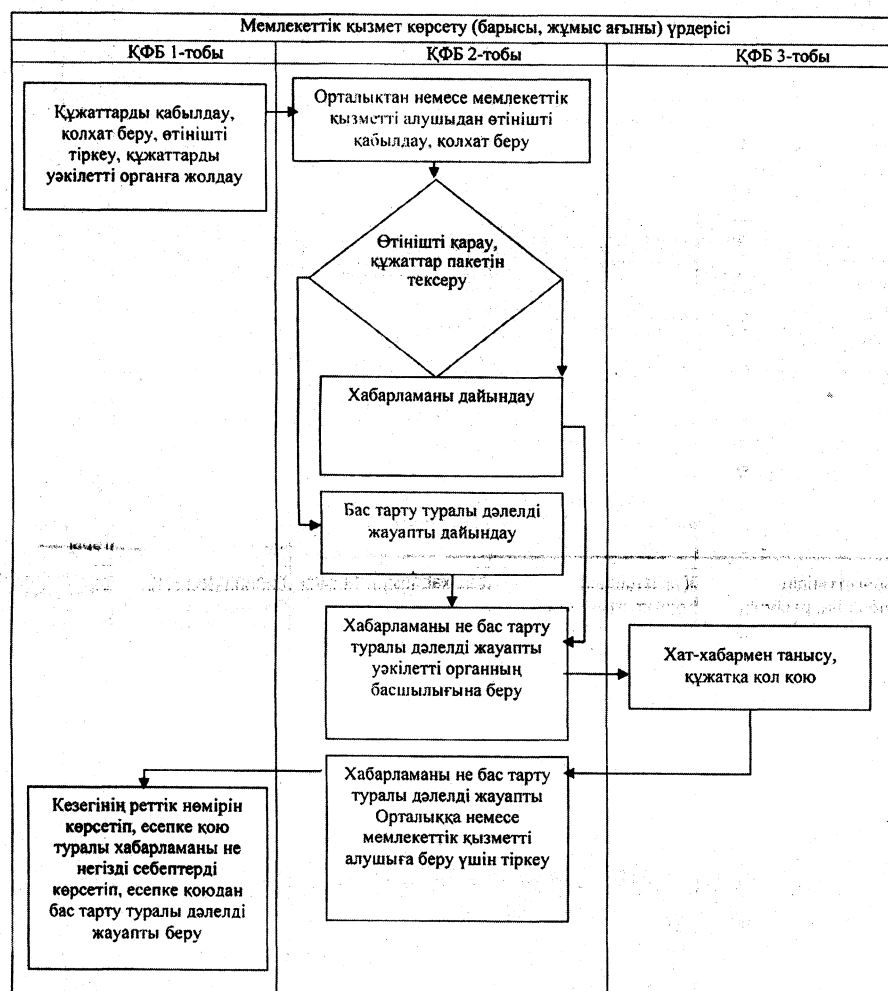 Мемлекеттік қызмет көрсету (барысы, жұмыс ағыны) үрдерісі
ҚФБ 1-тобы
ҚФБ 2-тобы
ҚФБ 3-тобы
Құжаттарды қабылдау,
қолхат беру, өтінішті
тіркеу, құжаттарды
уәкілетті органға жолдау
Орталықтан немесе мемлекеттік
қызметті алушыдан өтінішті
қабылдау, қолхат беру
Өтінішті қарау,
құжаттар пакетін
тексеру
Хабарламаны дайындау
Бас тарту туралы дәлелді
жауапты дайындау
Хабарламаны не бас тарту
туралы дәлелді жауапты
уәкілетті органның
басшылығына беру
Хат-хабармен танысу,
құжатқа қол қою
Хабарламаны не бас тарту
туралы дәлелді жауапты
Орталыққа немесе
мемлекеттік қызметті
алушыға беру үшін тіркеу
Кезегінің реттік нөмірін
көрсетіп, есепке қою
туралы хабарламаны не
негізді себептерді
көрсетіп, есепке қоюдан
бас тарту туралы дәлелді
жауапты беру